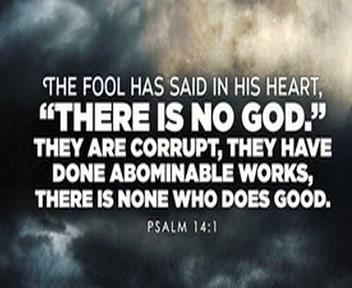 THE FOOL HAS SAID IN HIS HEART,
“THERE IS NO GOD.”
THEY ARE CORRUPT, THEY HAVE
DONE ABOMINABLE WORKS,
THERE IS NONE WHO DOES GOOD.
PSALM 14:1